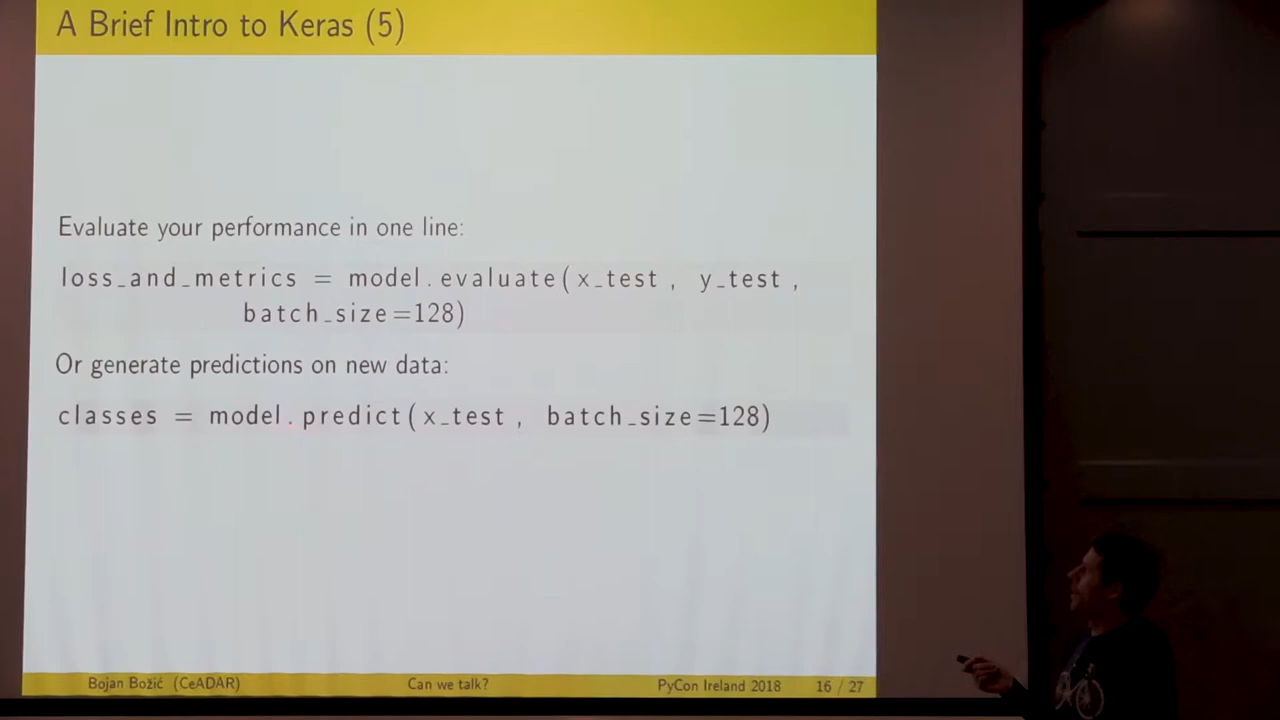 A Brief Intro to Keras (5)
Evaluate your performance in one line:
loss_and_metrics = model.evaluate(x_test, y_test,
batch_size=128)
Or generate predictions on new data:
classes = model.predict(x_test, batch_size=128)
Bojan Božić (CeADAR) Can we talk? PyCon Ireland 2018 16 / 27